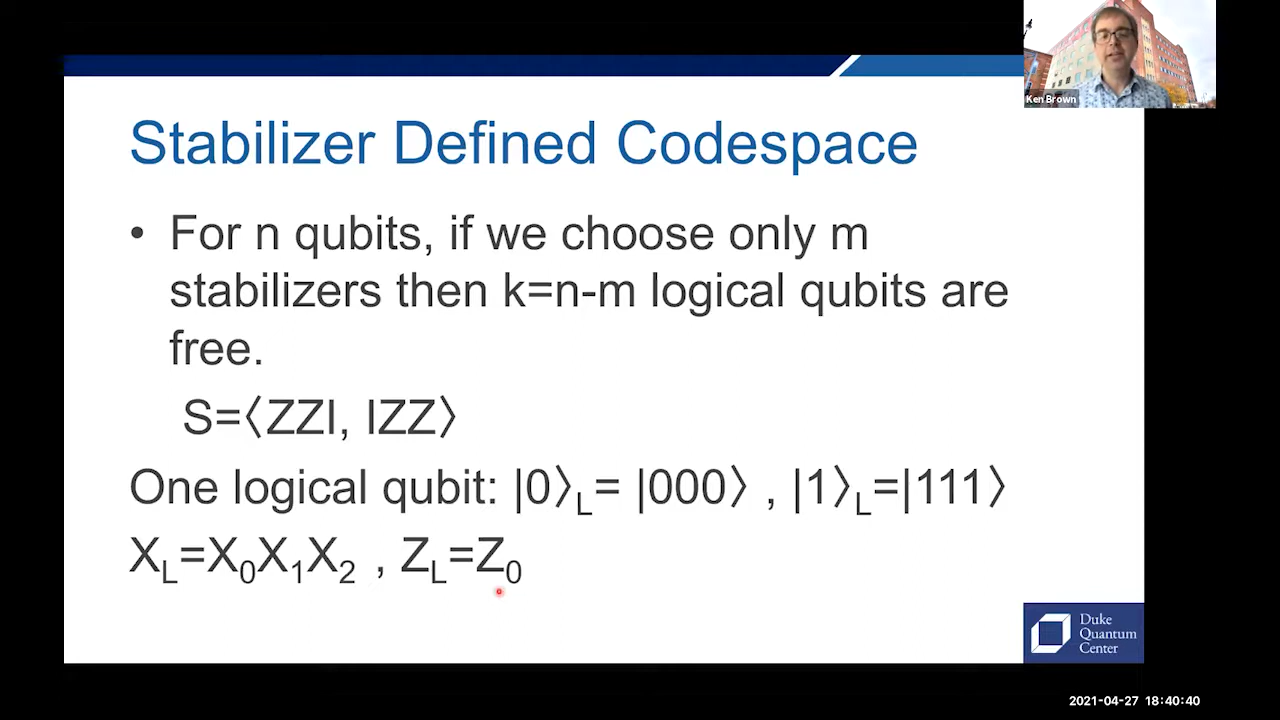 Ken Brown
Stabilizer Defined Codespace
• For n qubits, if we choose only m
stabilizers then k=n-m logical qubits are
free.
S=⟨ZZI, IZZ⟩
One logical qubit: |0⟩L= |000⟩ , |1⟩L=|111⟩
XL=X0X1X2 , ZL=Z0
Duke
Quantum
Center
2021-04-27 18:40:40